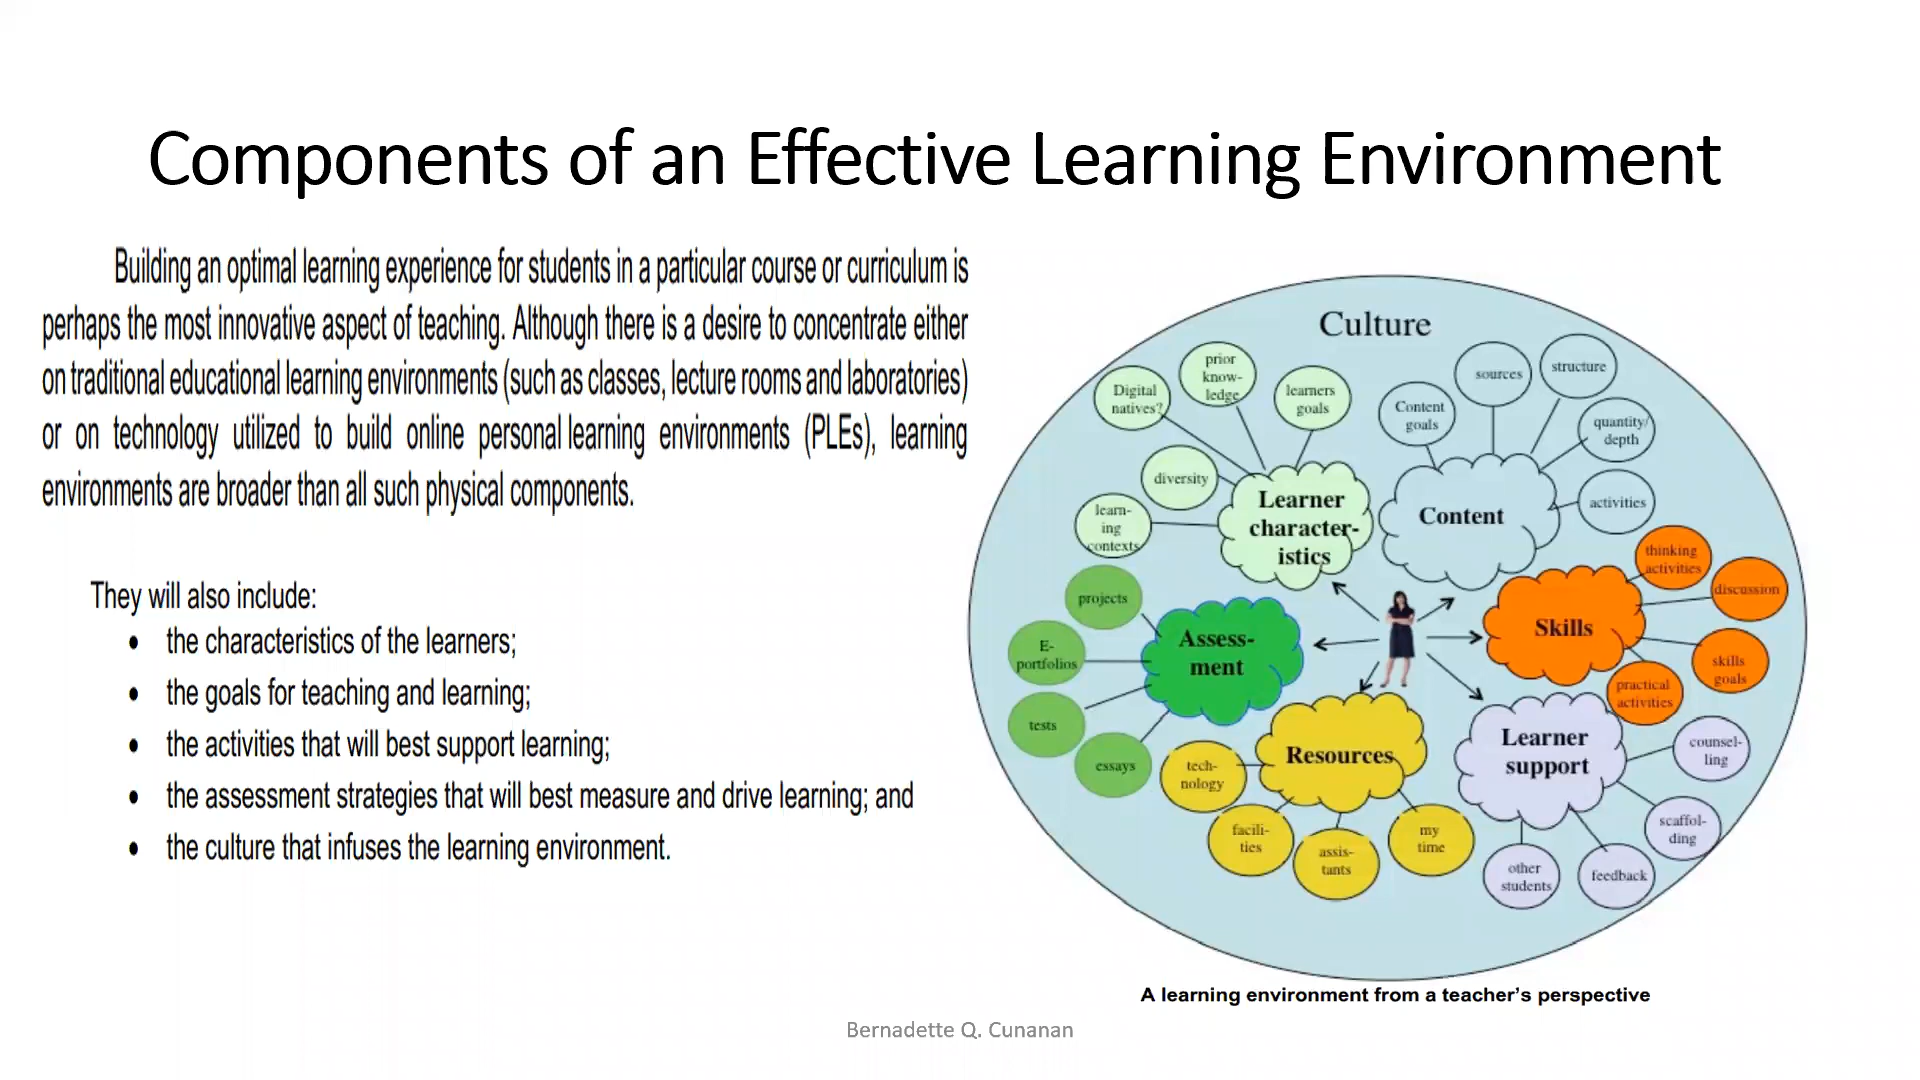 Components of an Effective Learning Environment
Building an optimal learning experience for students in a particular course or curriculum is
perhaps the most innovative aspect of teaching. Although there is a desire to concentrate either
on traditional educational learning environments (such as classes, lecture rooms and laboratories)
or on technology utilized to build online personal learning environments (PLEs), learning
environments are broader than all such physical components.
They will also include:
• the characteristics of the learners;
• the goals for teaching and learning;
• the activities that will best support learning;
• the assessment strategies that will best measure and drive learning; and
• the culture that infuses the learning environment.
Culture
Digital
natives?
prior
know-
ledge
learners
goals
diversity
learn-
ing
contexts
Learner
character-
istics
Content
goals
sources
structure
quantity/
depth
activities
Content
thinking
activities
discussion
skills
goals
practical
activities
Skills
projects
E-
portfolios
tests
essays
Assess-
ment
Resources
tech-
nology
facili-
ties
assis-
tants
my
time
Learner
support
counsel-
ling
scaffol-
ding
feedback
other
students
A learning environment from a teacher's perspective
Bernadette Q. Cunanan